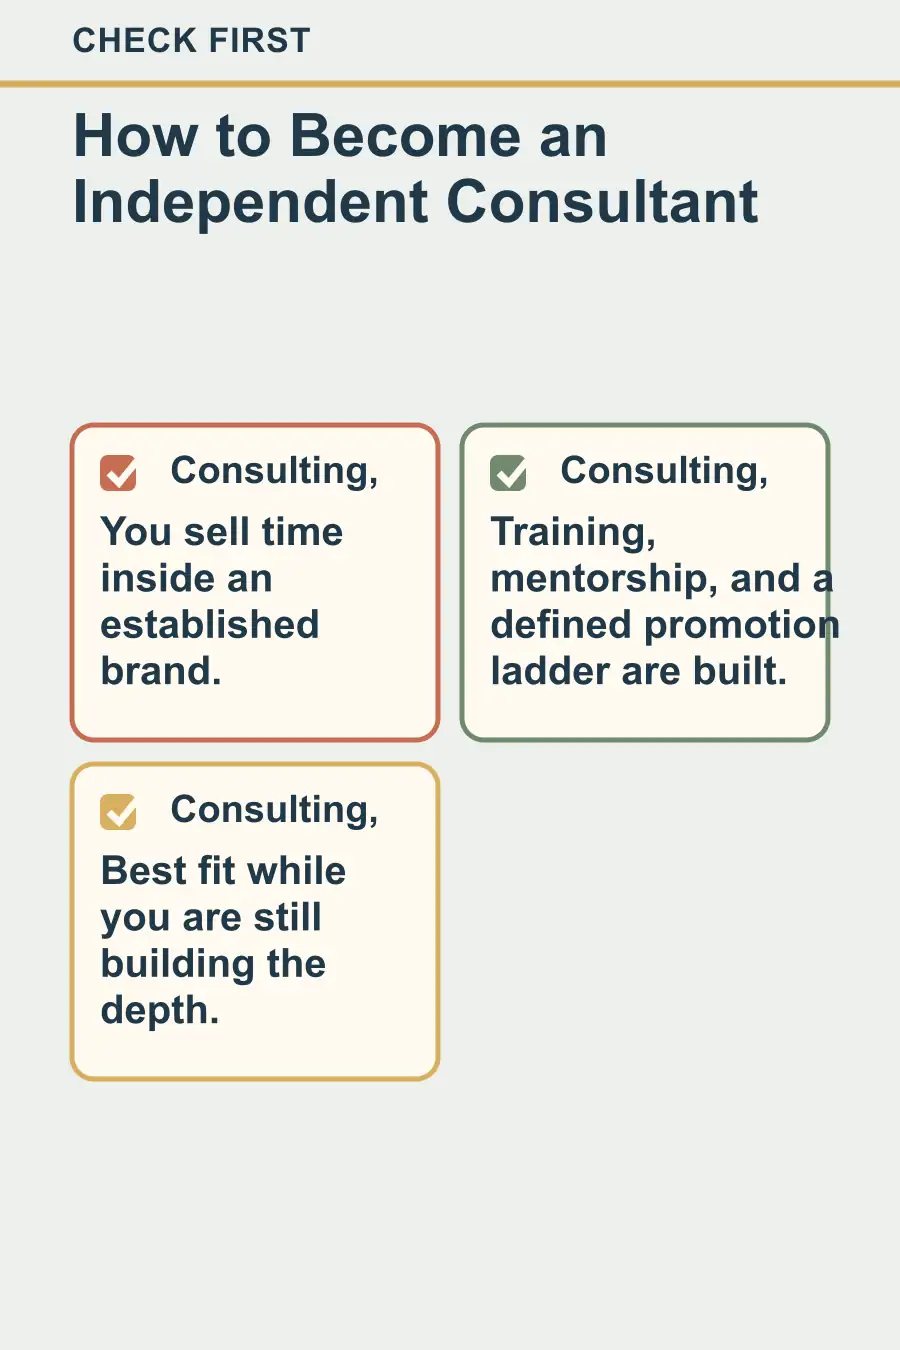 CHECK FIRST
How to Become an
Independent Consultant
Consulting,
You sell time
inside an
established
brand.
Consulting,
Training,
mentorship, and a
defined promotion
ladder are built.
Consulting,
Best fit while
you are still
building the
depth.